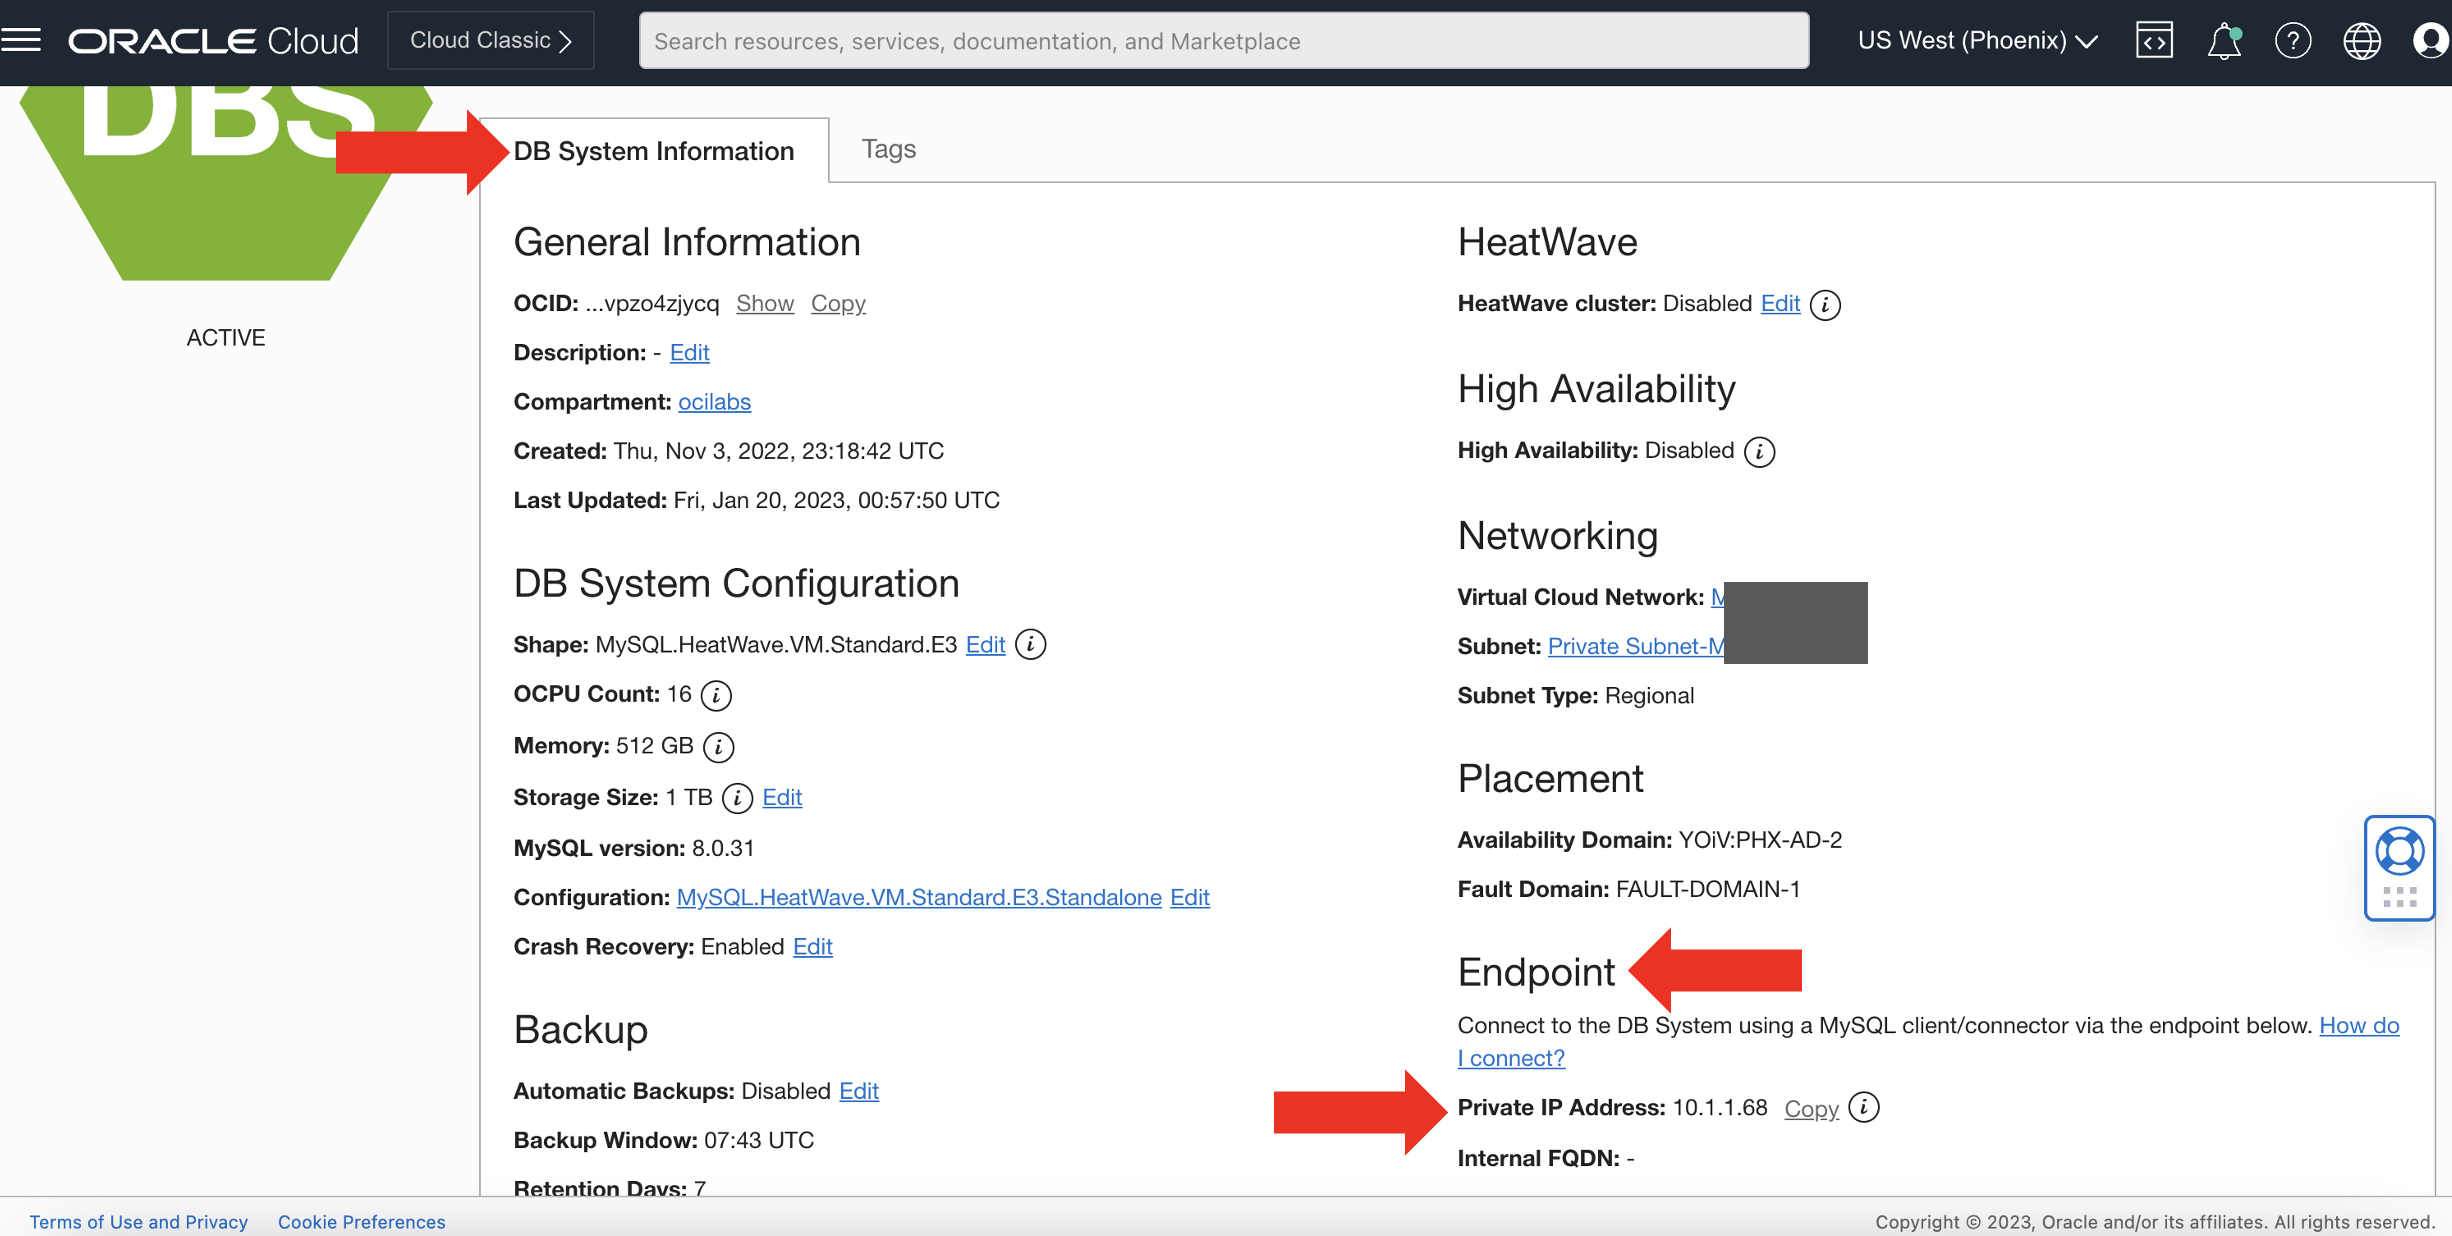 ORACLE Cloud
Cloud Classic
Search resources, services, documentation, and Marketplace
US West (Phoenix)
DBS
ACTIVE
DB System Information
Tags
General Information
OCID: ...vpzo4zjycq Show Copy
Description: - Edit
Compartment: ocilabs
Created: Thu, Nov 3, 2022, 23:18:42 UTC
Last Updated: Fri, Jan 20, 2023, 00:57:50 UTC
DB System Configuration
Shape: MySQL.HeatWave.VM.Standard.E3 Edit
OCPU Count: 16
Memory: 512 GB
Storage Size: 1 TB Edit
MySQL version: 8.0.31
Configuration: MySQL.HeatWave.VM.Standard.E3.Standalone Edit
Crash Recovery: Enabled Edit
Backup
Automatic Backups: Disabled Edit
Backup Window: 07:43 UTC
Retention Days: 7
HeatWave
HeatWave cluster: Disabled Edit
High Availability
High Availability: Disabled
Networking
Virtual Cloud Network: M
Subnet: Private Subnet-M
Subnet Type: Regional
Placement
Availability Domain: YOiV:PHX-AD-2
Fault Domain: FAULT-DOMAIN-1
Endpoint
Connect to the DB System using a MySQL client/connector via the endpoint below. How do
I connect?
Private IP Address: 10.1.1.68 Copy
Internal FQDN: -
Terms of Use and Privacy
Cookie Preferences
Copyright © 2023, Oracle and/or its affiliates. All rights reserved.